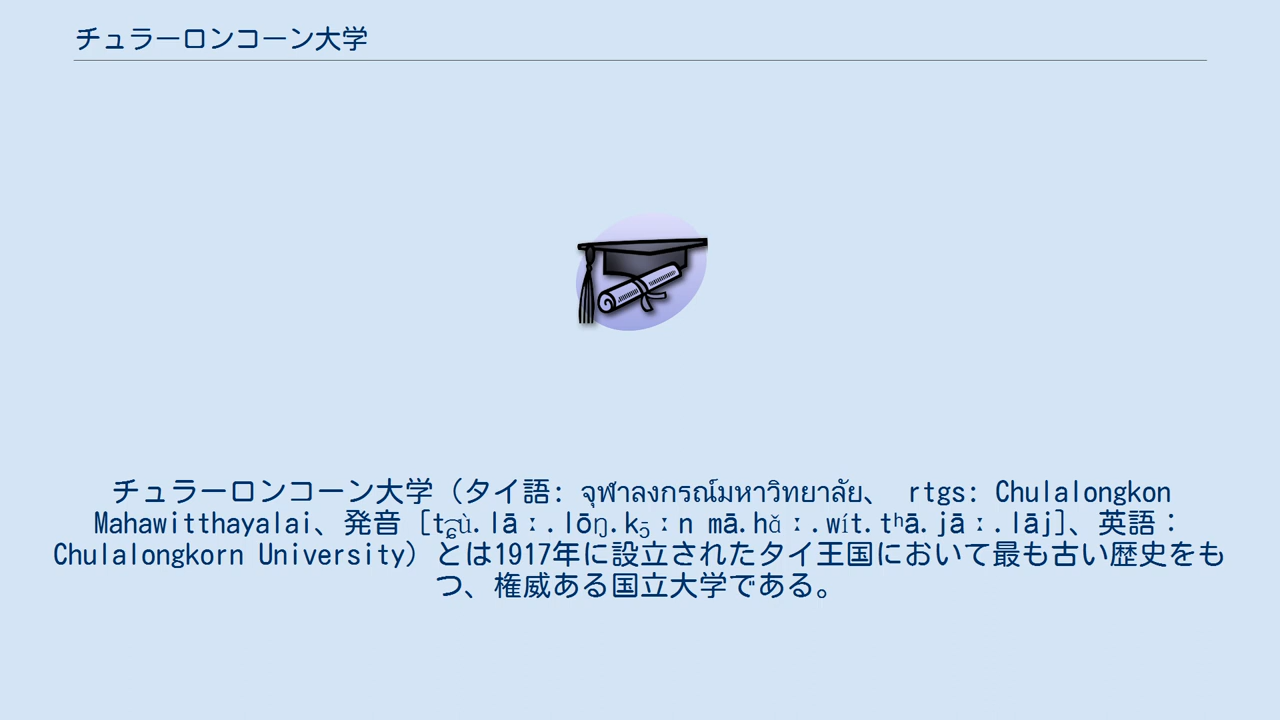 チュラーロンコーン大学
チュラーロンコーン大学（タイ語: จุฬาลงกรณ์มหาวิทยาลัย、 rtgs: Chulalongkon
Mahawitthayalai、発音 [t͡ɕù.lāː.lōŋ.kɔ̄ːn mā.hǎː.wít.tʰā.jāː.lāj]、英語：
Chulalongkorn University）とは1917年に設立されたタイ王国において最も古い歴史をも
つ、権威ある国立大学である。